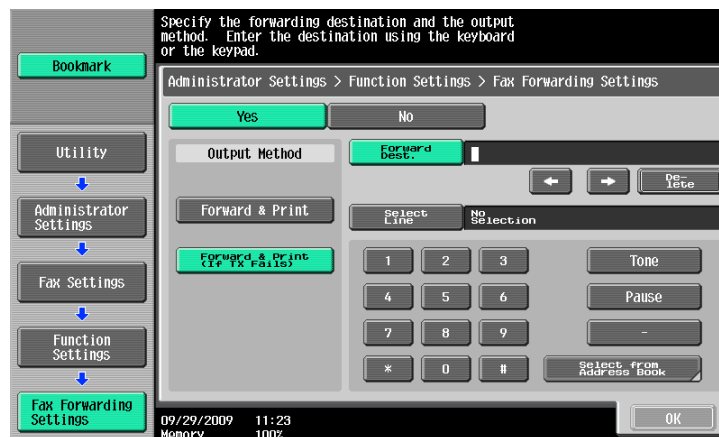 Specify the forwarding destination and the output
method. Enter the destination using the keyboard
or the keypad.
Bookmark
Administrator Settings > Function Settings > Fax Forwarding Settings
Yes
No
Utility
Administrator
Settings
Fax Settings
Function
Settings
Fax Forwarding
Settings
Output Method
Forward & Print
Forward & Print
(If TX Fails)
Forward
Dest.
De-
lete
Select
Line
No
Selection
1 2 3
4 5 6
7 8 9
* 0 #
Tone
Pause
-
Select from
Address Book
09/29/2009 11:23
Memory 100%
OK